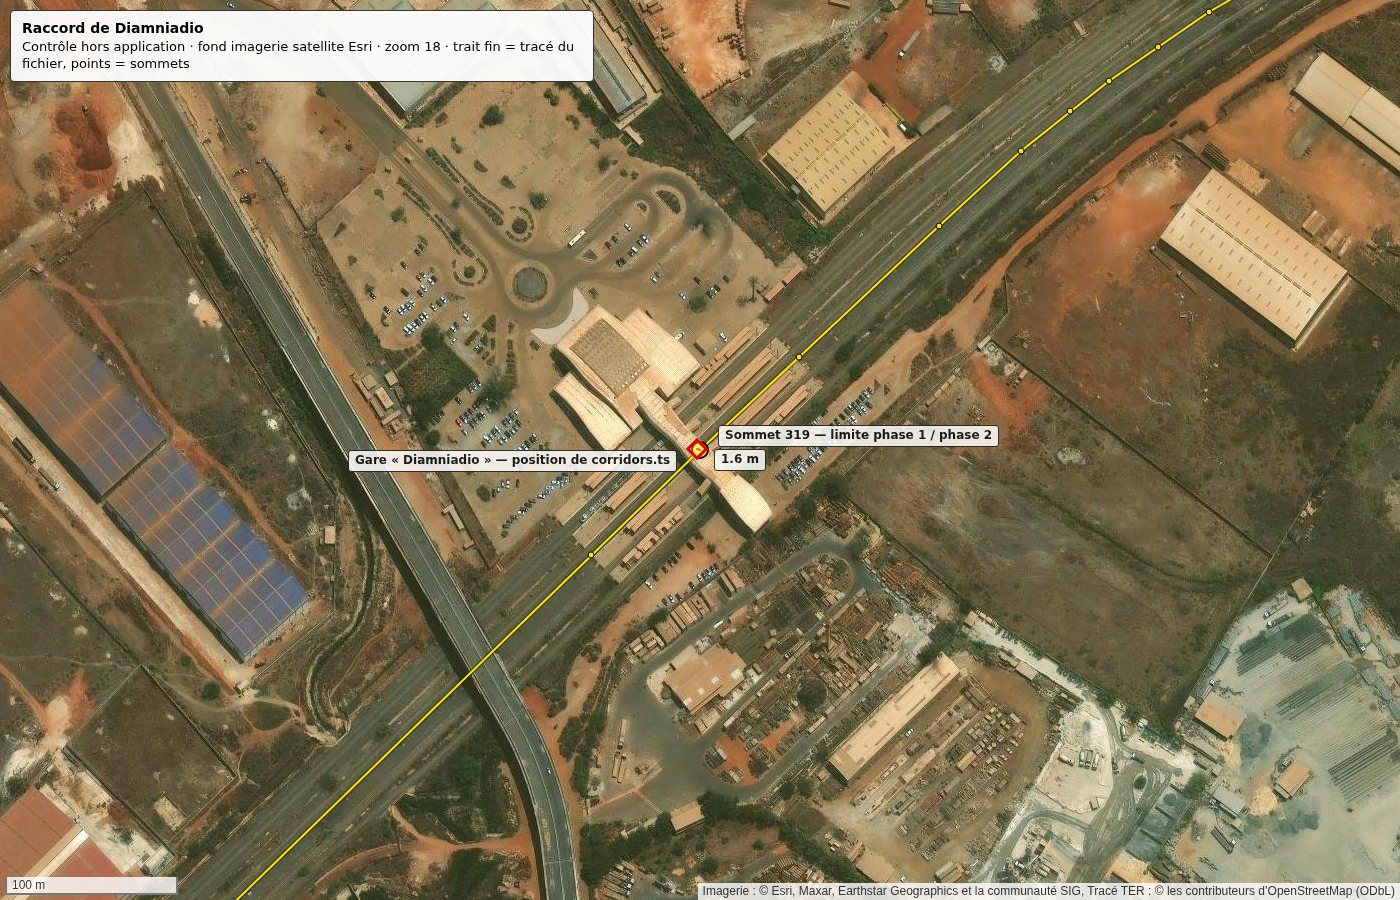 Raccord de Diamniadio
Contrôle hors application · fond imagerie satellite Esri · zoom 18 · trait fin = tracé du
fichier, points = sommets
Sommet 319 — limite phase 1 / phase 2
Gare « Diamniadio » — position de corridors.ts
1.6 m
100 m
Imagerie : © Esri, Maxar, Earthstar Geographics et la communauté SIG, Tracé TER : © les contributeurs d'OpenStreetMap (ODbL)